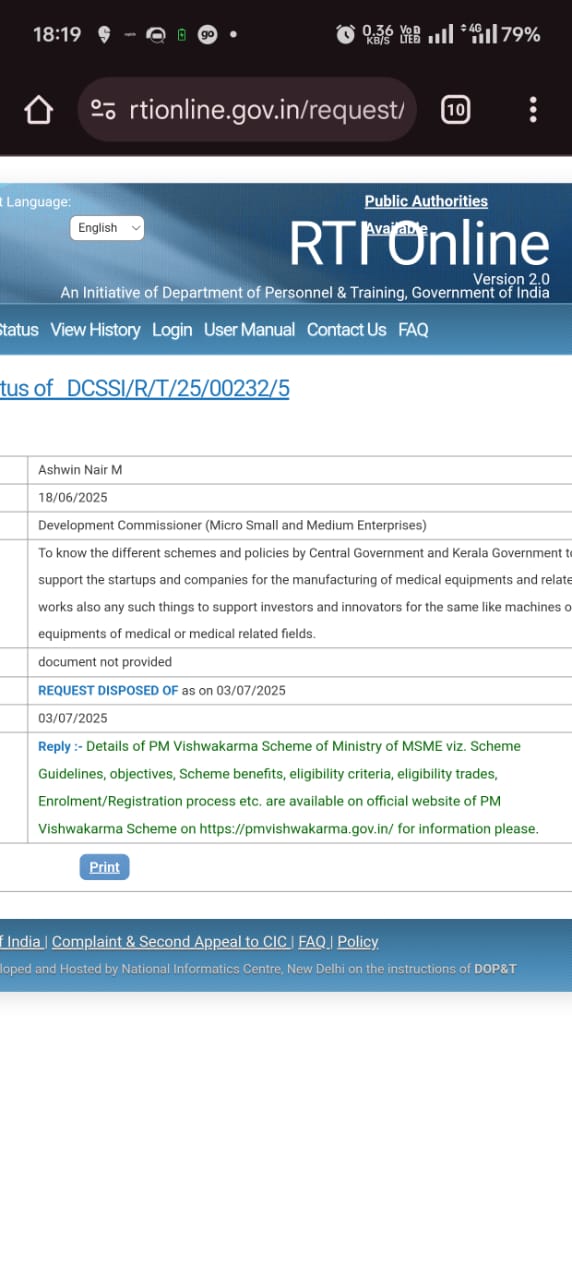 18:19
go
0.36 KB/S
Vo LTE
4G
79%
rtionline.gov.in/request/
10
t Language:
English
Public Authorities
Available
RTI Online
Version 2.0
An Initiative of Department of Personnel & Training, Government of India
Status View History Login User Manual Contact Us FAQ
tus of DCSSI/R/T/25/00232/5
Ashwin Nair M
18/06/2025
Development Commissioner (Micro Small and Medium Enterprises)
To know the different schemes and policies by Central Government and Kerala Government to
support the startups and companies for the manufacturing of medical equipments and relate
works also any such things to support investors and innovators for the same like machines o
equipments of medical or medical related fields.
document not provided
REQUEST DISPOSED OF as on 03/07/2025
03/07/2025
Reply :- Details of PM Vishwakarma Scheme of Ministry of MSME viz. Scheme
Guidelines, objectives, Scheme benefits, eligibility criteria, eligibility trades,
Enrolment/Registration process etc. are available on official website of PM
Vishwakarma Scheme on https://pmvishwakarma.gov.in/ for information please.
Print
f India | Complaint & Second Appeal to CIC | FAQ | Policy
loped and Hosted by National Informatics Centre, New Delhi on the instructions of DOP&T